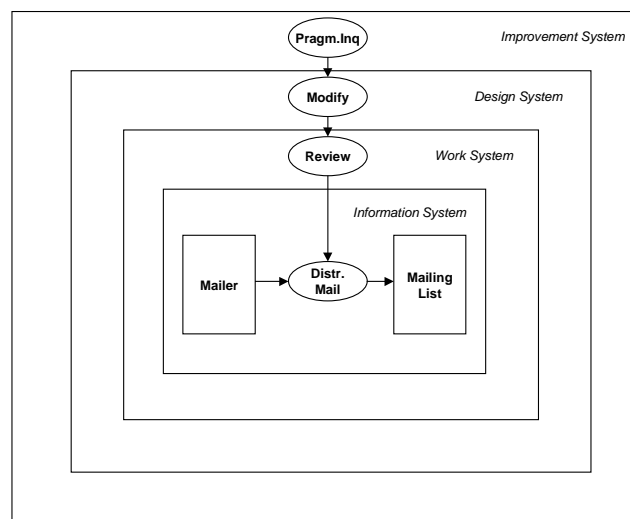 Pragm.Inq
Improvement System
Modify
Design System
Review
Work System
Information System
Mailer
Distr.
Mail
Mailing
List